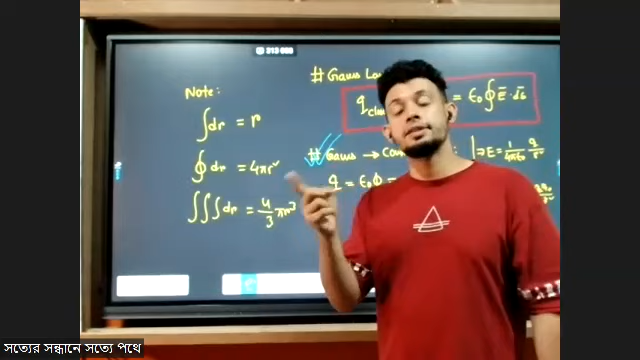 Note:
∫dr = r
∮dr = 4πr²
∫∫∫dr = 4/3 πr³
# Gauss La
q = ε₀∮E̅·ds̅
# Gauss → Cou : |⇒E = 1/4πε₀ q/r²
q = ε₀Φ =
সত্যের সন্ধানে সত্যে পথে